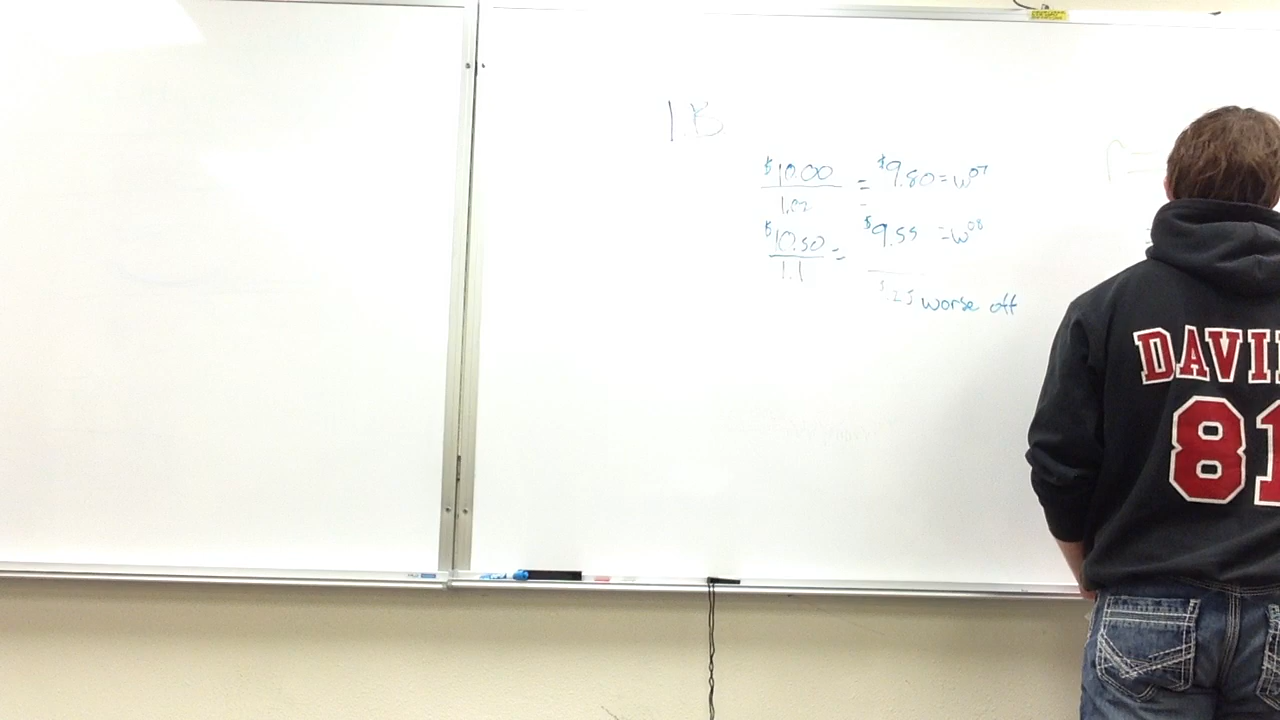 1.B
$10.00 = $9.80 = w07
1.02
$10.50 = $9.55 = w08
1.1
$.25 worse off
DAVI
81